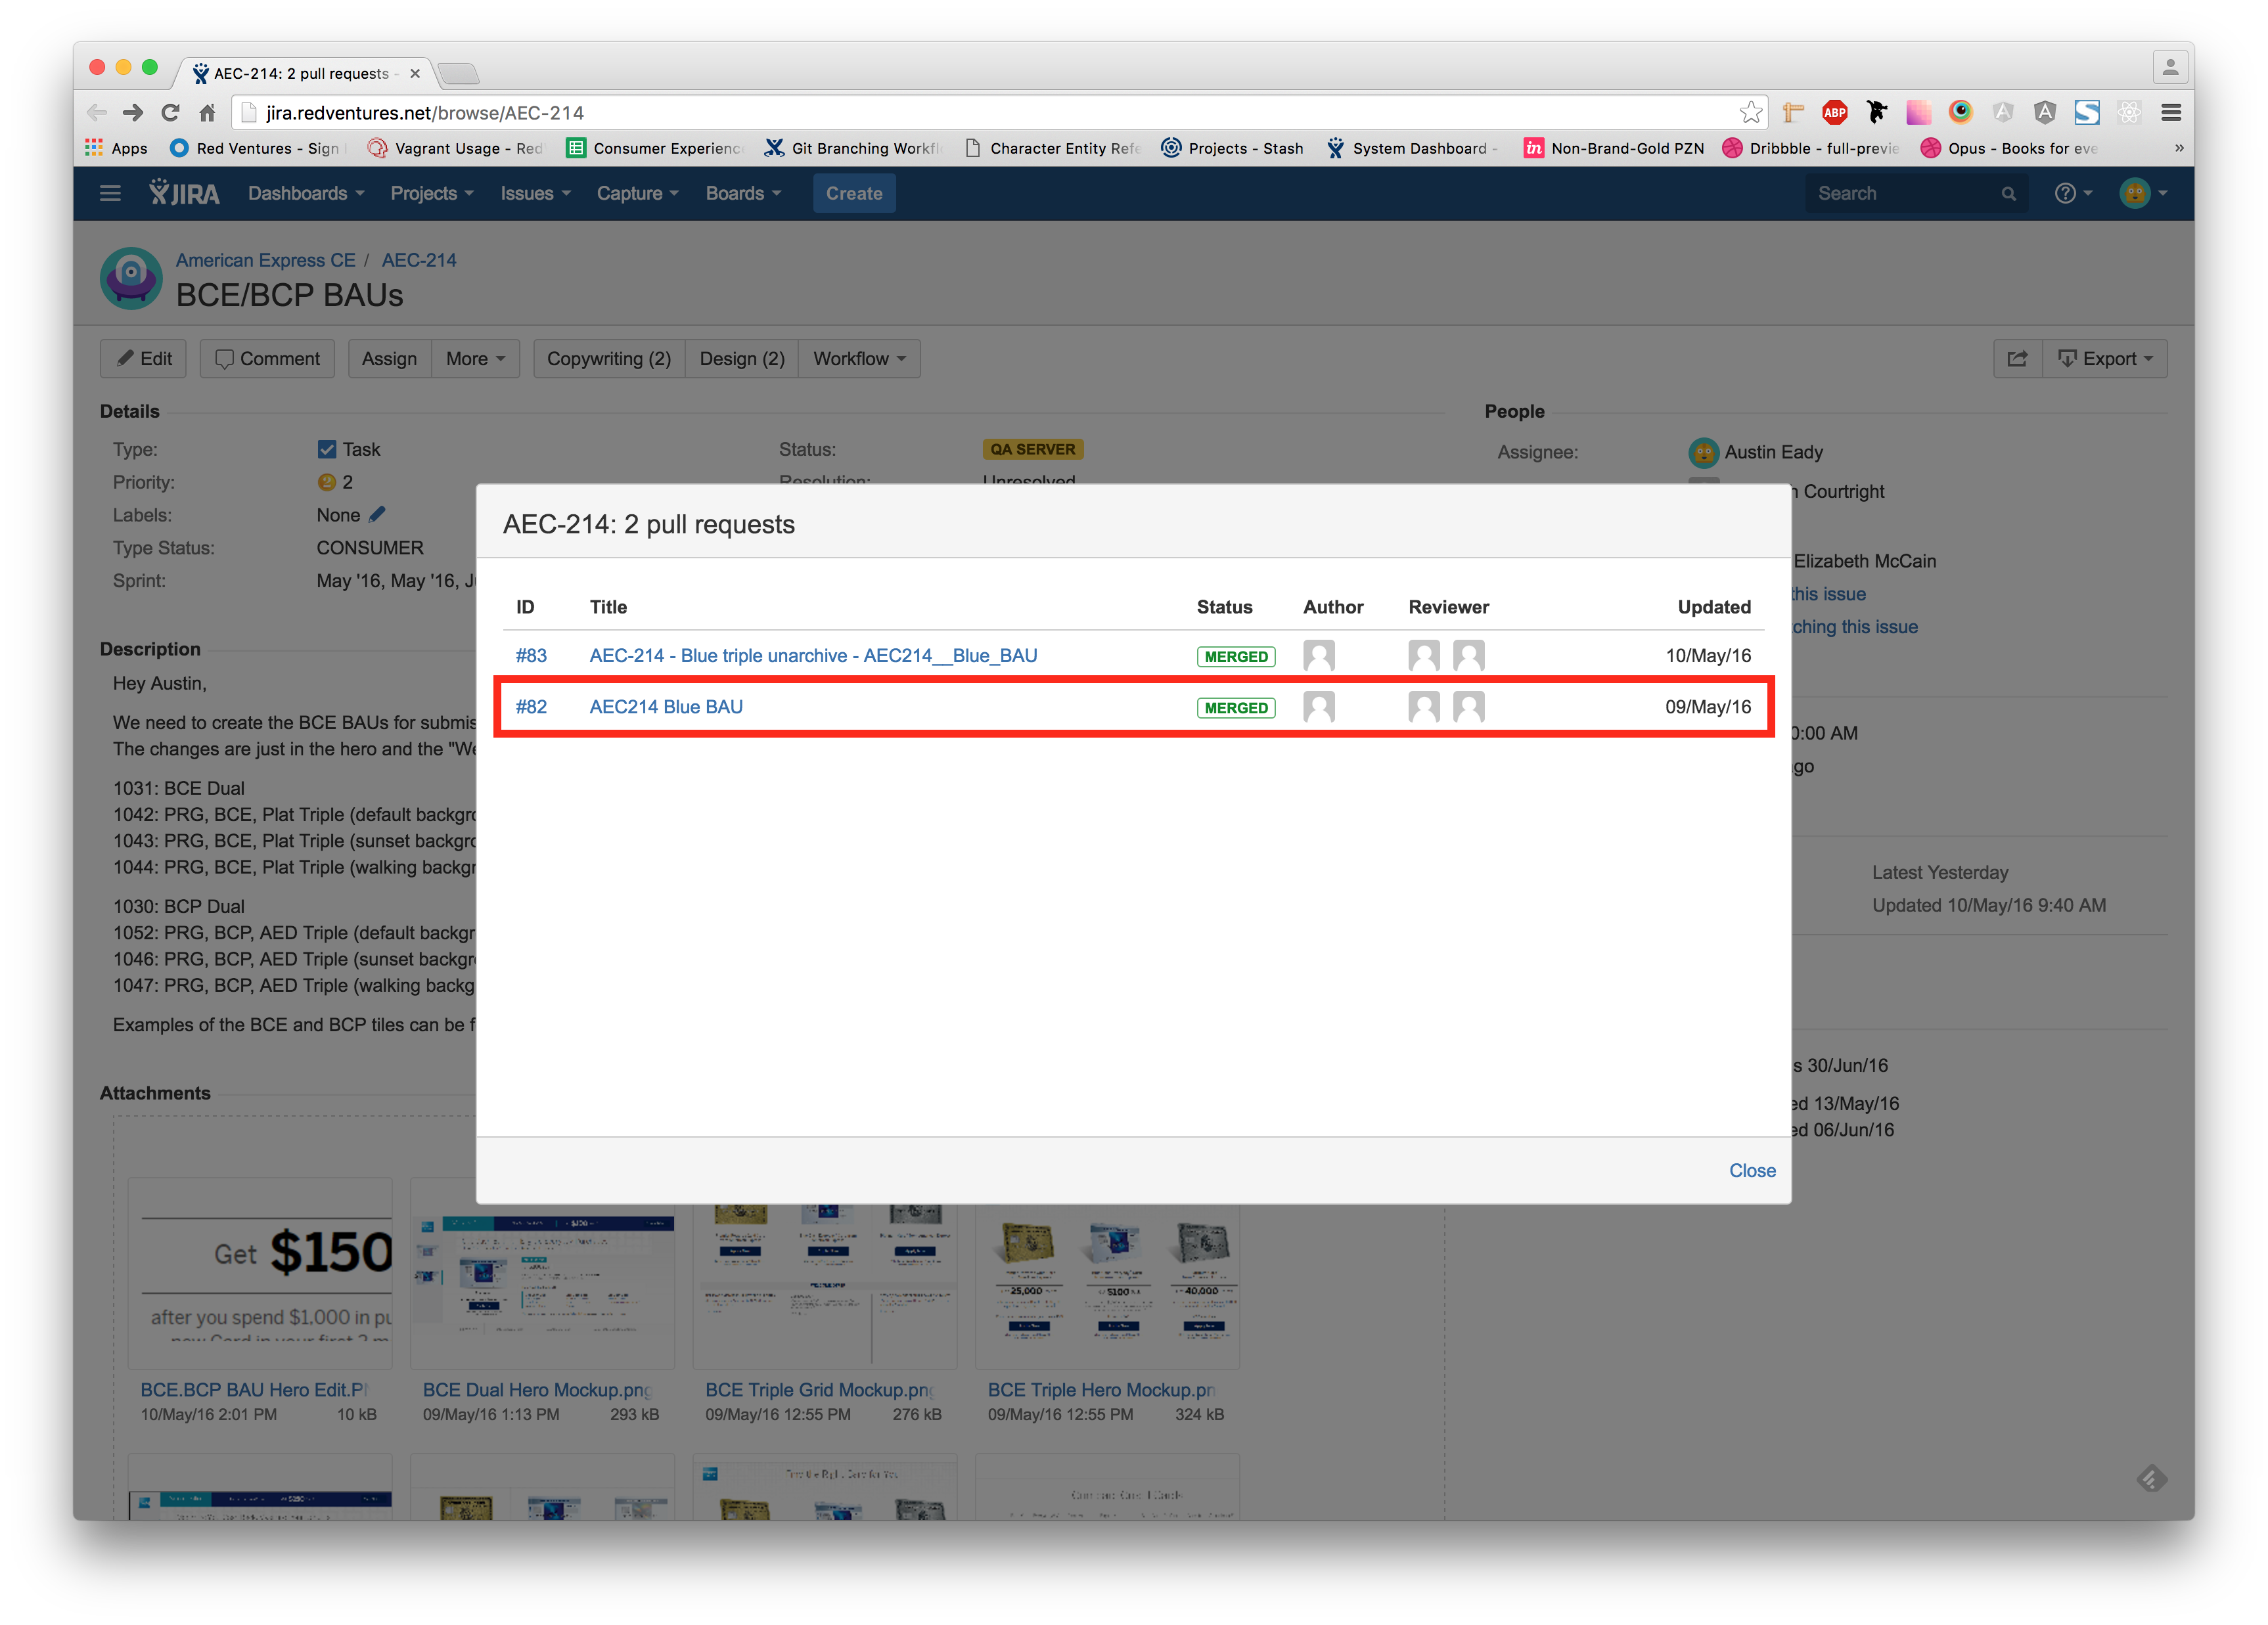 AEC-214: 2 pull requests -
jira.redventures.net/browse/AEC-214
ABP
Apps
Red Ventures - Sign
Vagrant Usage - Red
Consumer Experience
Git Branching Workfl
Character Entity Refe
Projects - Stash
System Dashboard -
in Non-Brand-Gold PZN
Dribbble - full-previe
Opus - Books for eve
»
JIRA Dashboards Projects Issues Capture Boards Create Search
American Express CE / AEC-214
BCE/BCP BAUs
Edit Comment Assign More Copywriting (2) Design (2) Workflow Export
Details
Type: Task
Priority: 2 2
Labels: None
Type Status: CONSUMER
Sprint: May '16, May '16, J
Status: QA SERVER
Resolution: Unresolved
People
Assignee: Austin Eady
Courtright
Elizabeth McCain
this issue
ching this issue
0:00 AM
go
Latest Yesterday
Updated 10/May/16 9:40 AM
s 30/Jun/16
ed 13/May/16
ed 06/Jun/16
AEC-214: 2 pull requests
ID Title Status Author Reviewer Updated
#83 AEC-214 - Blue triple unarchive - AEC214__Blue_BAU MERGED 10/May/16
#82 AEC214 Blue BAU MERGED 09/May/16
Close
Description
Hey Austin,
We need to create the BCE BAUs for submis
The changes are just in the hero and the "We
1031: BCE Dual
1042: PRG, BCE, Plat Triple (default backgro
1043: PRG, BCE, Plat Triple (sunset backgro
1044: PRG, BCE, Plat Triple (walking backgr
1030: BCP Dual
1052: PRG, BCP, AED Triple (default backgr
1046: PRG, BCP, AED Triple (sunset backgr
1047: PRG, BCP, AED Triple (walking backg
Examples of the BCE and BCP tiles can be f
Attachments
Get $150
after you spend $1,000 in pu
25,000 $100 40,000
BCE.BCP BAU Hero Edit.P
10/May/16 2:01 PM 10 kB
BCE Dual Hero Mockup.png
09/May/16 1:13 PM 293 kB
BCE Triple Grid Mockup.png
09/May/16 12:55 PM 276 kB
BCE Triple Hero Mockup.pn
09/May/16 12:55 PM 324 kB